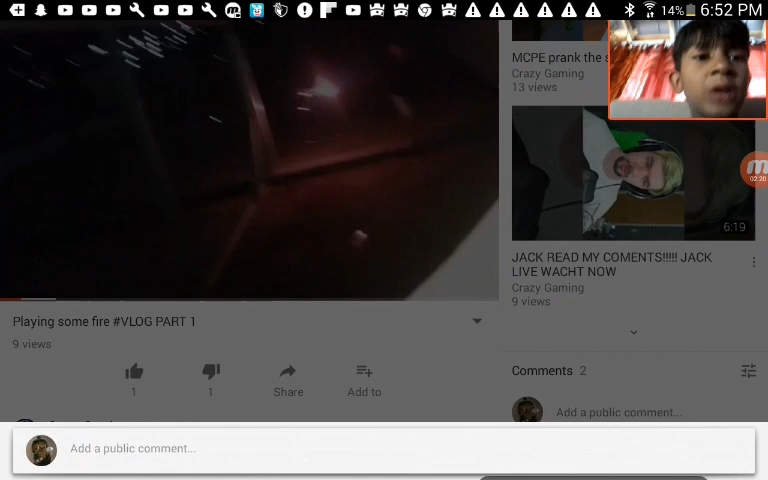 14% 6:52 PM
MCPE prank the s
Crazy Gaming
13 views
02:20
6:19
JACK READ MY COMENTS!!!!! JACK
LIVE WACHT NOW
Crazy Gaming
9 views
Playing some fire #VLOG PART 1
9 views
1
1
Share
Add to
Comments 2
Add a public comment...
Add a public comment...